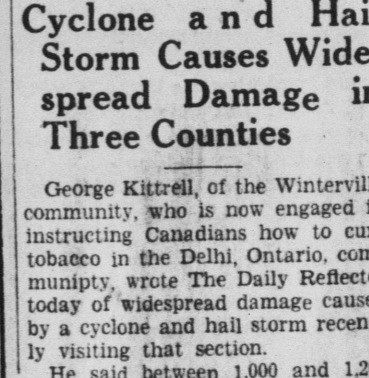 Cyclone and Hai
Storm Causes Wide
spread Damage i
Three Counties
George Kittrell, of the Wintervil
community, who is now engaged
instructing Canadians how to cu
tobacco in the Delhi, Ontario, com
munipty, wrote The Daily Reflect
today of widespread damage cause
by a cyclone and hail storm recen
ly visiting that section.
He said between 1,000 and 1,2